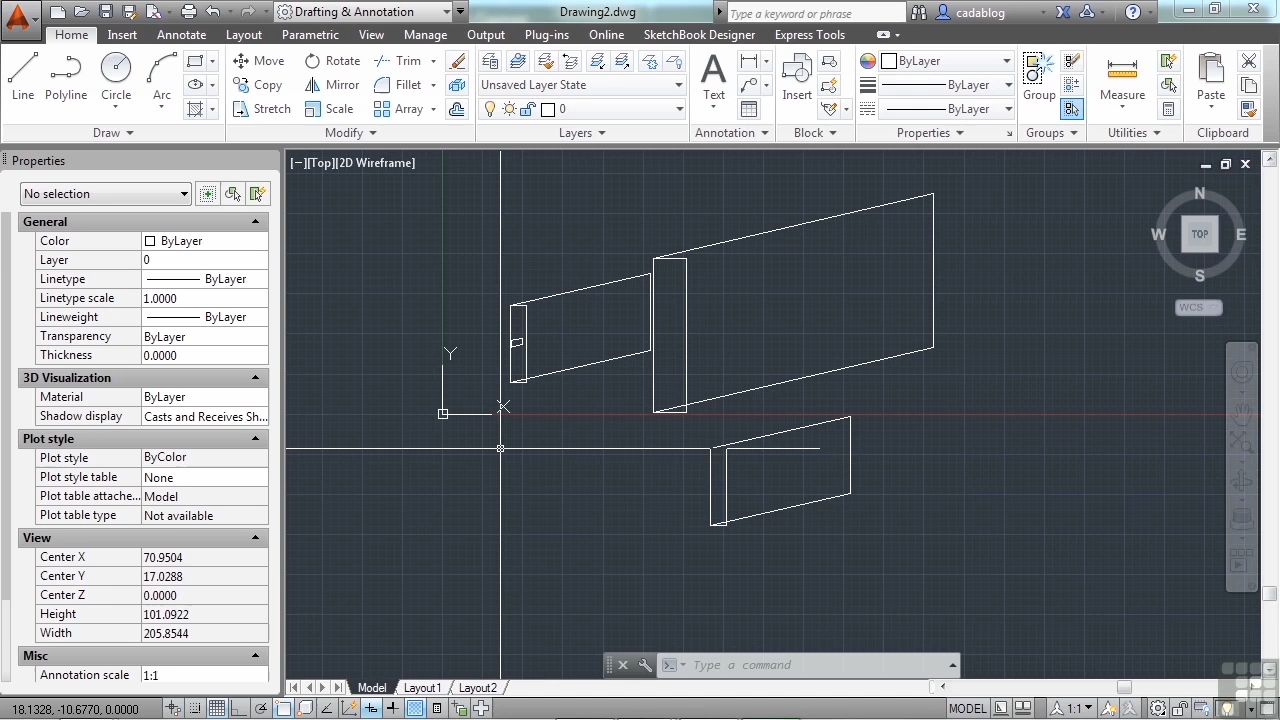 Drafting & Annotation Drawing2.dwg Type a keyword or phrase cadablog
Home Insert Annotate Layout Parametric View Manage Output Plug-ins Online SketchBook Designer Express Tools
Line Polyline Circle Arc
Move Rotate Trim
Copy Mirror Fillet
Stretch Scale Array
Unsaved Layer State
0
Text Insert
ByLayer
ByLayer
ByLayer
Group Measure Paste
Draw Modify Layers Annotation Block Properties Groups Utilities Clipboard
Properties
No selection
General
Color ByLayer
Layer 0
Linetype ByLayer
Linetype scale 1.0000
Lineweight ByLayer
Transparency ByLayer
Thickness 0.0000
3D Visualization
Material ByLayer
Shadow display Casts and Receives Sh...
Plot style
Plot style ByColor
Plot style table None
Plot table attache... Model
Plot table type Not available
View
Center X 70.9504
Center Y 17.0288
Center Z 0.0000
Height 101.0922
Width 205.8544
Misc
Annotation scale 1:1
[−][Top][2D Wireframe]
N
W TOP E
S
WCS
Y
X
Type a command
Model Layout1 Layout2
18.1328, -10.6770, 0.0000 MODEL 1:1